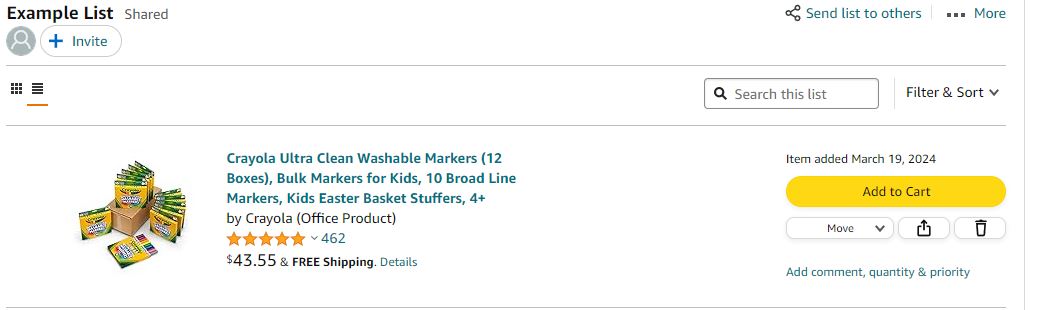 Example List Shared
Send list to others
More
Invite
Search this list
Filter & Sort
Crayola Ultra Clean Washable Markers (12
Boxes), Bulk Markers for Kids, 10 Broad Line
Markers, Kids Easter Basket Stuffers, 4+
by Crayola (Office Product)
462
$43.55 & FREE Shipping. Details
Item added March 19, 2024
Add to Cart
Move
Add comment, quantity & priority